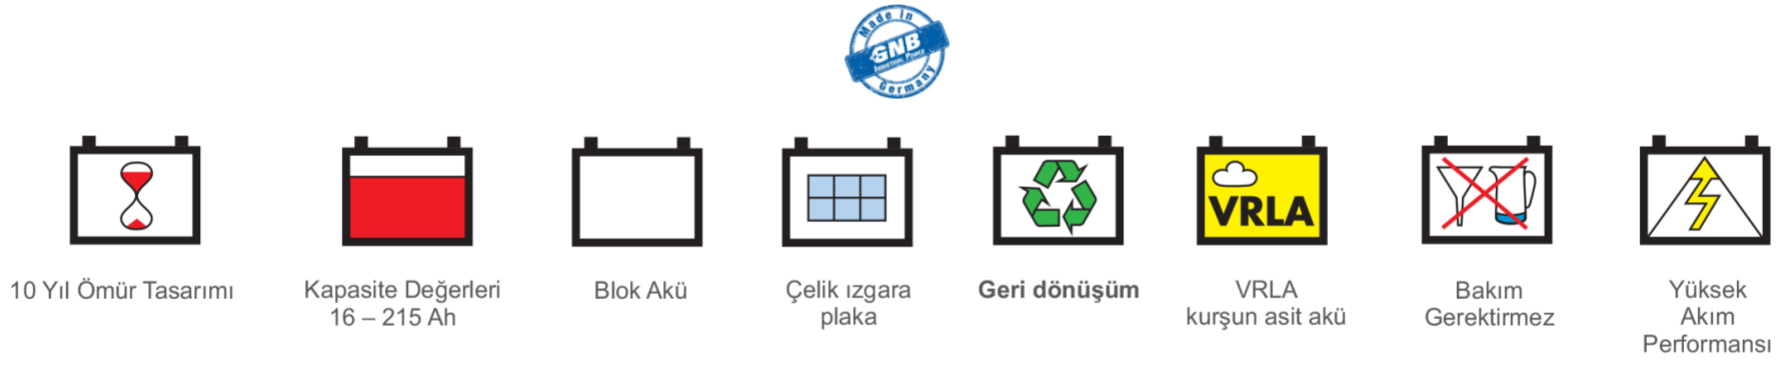 Made in
GNB
INDUSTRIAL POWER
Germany
VRLA
10 Yıl Ömür Tasarımı
Kapasite Değerleri
16 – 215 Ah
Blok Akü
Çelik ızgara
plaka
Geri dönüşüm
VRLA
kurşun asit akü
Bakım
Gerektirmez
Yüksek
Akım
Performansı